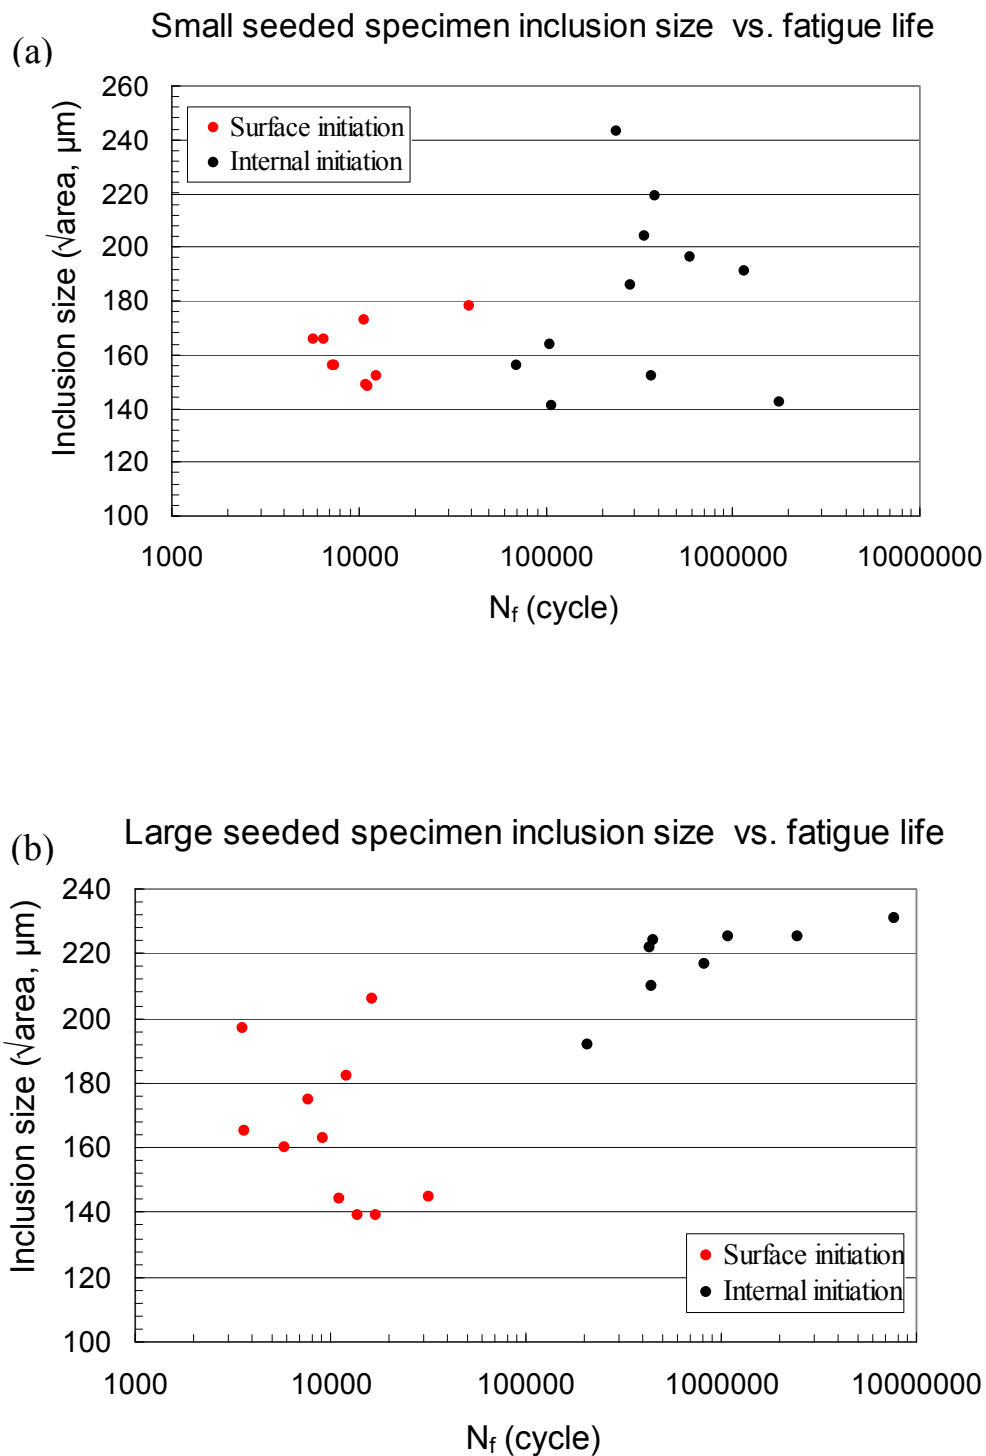 (a)
Small seeded specimen inclusion size vs. fatigue life
Inclusion size (√area, µm)
260
240
220
200
180
160
140
120
100
Surface initiation
Internal initiation
1000 10000 100000 1000000 10000000
Nf (cycle)
(b)
Large seeded specimen inclusion size vs. fatigue life
Inclusion size (√area, µm)
240
220
200
180
160
140
120
100
Surface initiation
Internal initiation
1000 10000 100000 1000000 10000000
Nf (cycle)